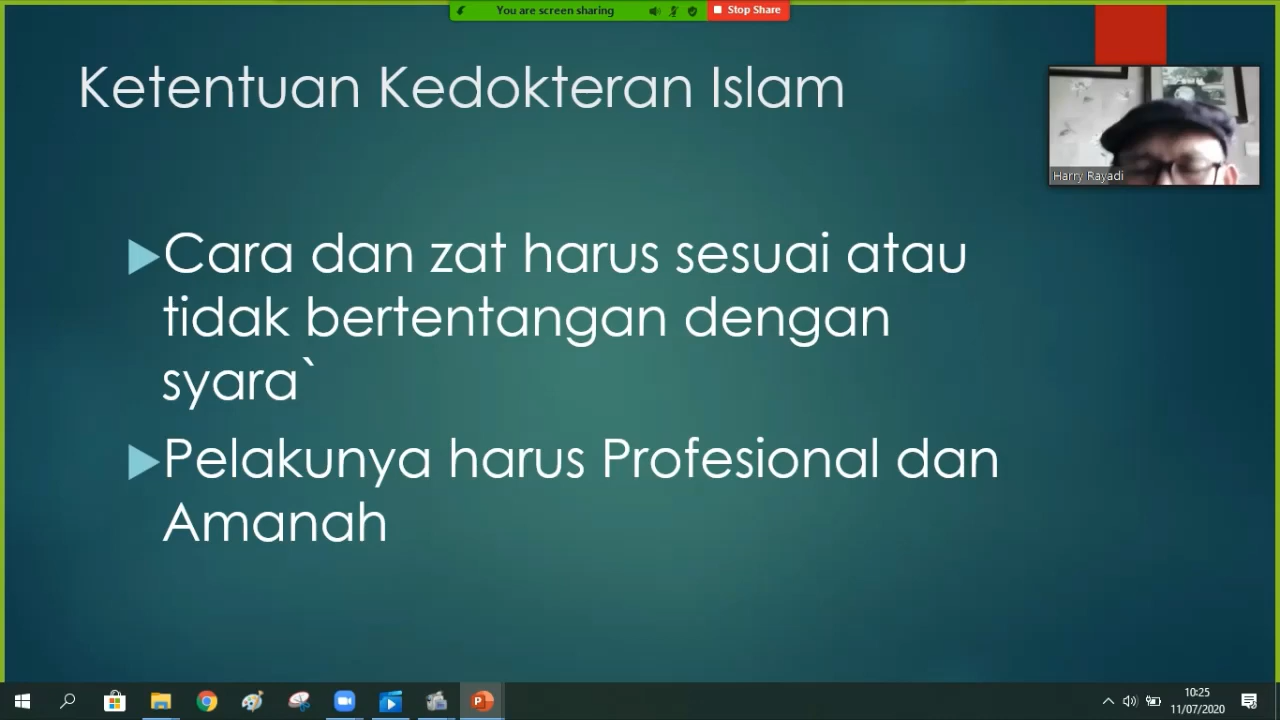 You are screen sharing
Stop Share
Ketentuan Kedokteran Islam
Harry Rayadi
Cara dan zat harus sesuai atau
tidak bertentangan dengan
syara`
Pelakunya harus Profesional dan
Amanah
10:25
11/07/2020